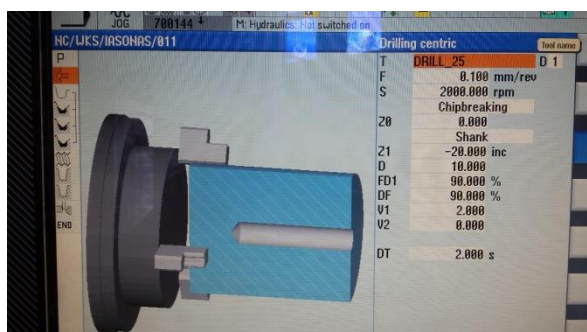 JOG 700144 M: Hydraulics: Not switched on
NC/WKS/IASONAS/011 Drilling centric Tool name
P
T DRILL_25 D 1
F 0.100 mm/rev
S 2000.000 rpm
Chipbreaking
Z0 0.000
Shank
Z1 -20.000 inc
D 10.000
FD1 90.000 %
DF 90.000 %
V1 2.000
V2 0.000
DT 2.000 s
END